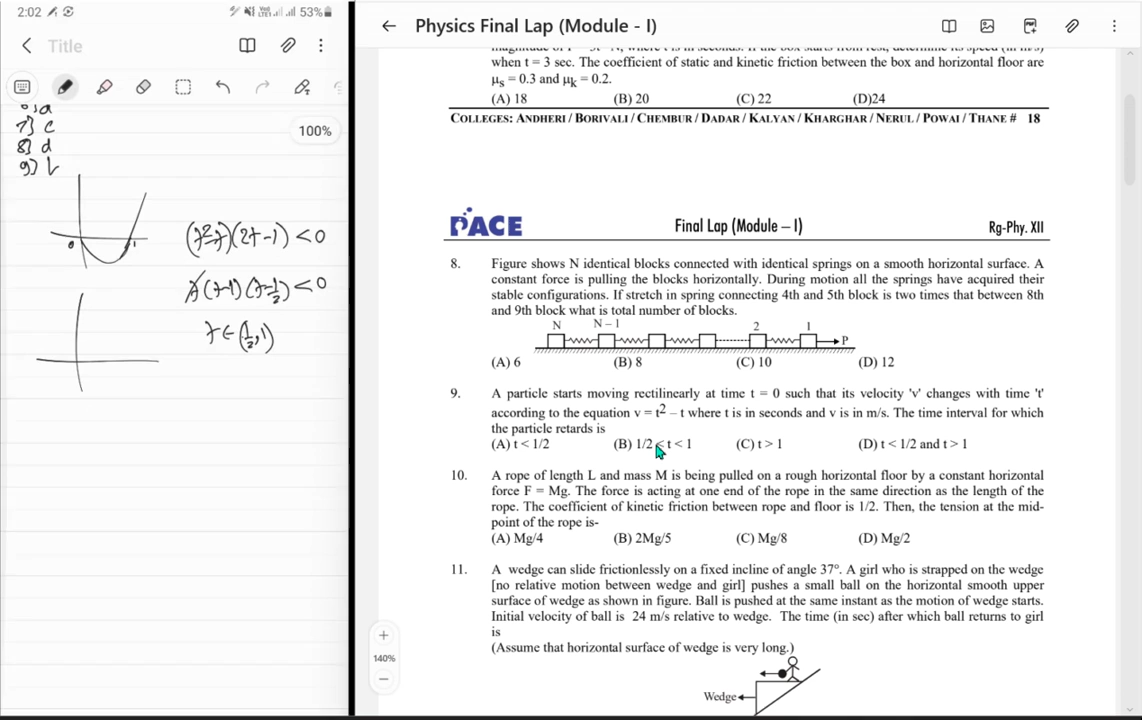 2:02
53%
Title
100%
7) c
8) d
9) b
0
1
(t²-t)(2t-1) < 0
t(t-1)(t-1/2) < 0
t ∈ (1/2, 1)
Physics Final Lap (Module - I)
when t = 3 sec. The coefficient of static and kinetic friction between the box and horizontal floor are
μs = 0.3 and μk = 0.2.
(A) 18 (B) 20 (C) 22 (D)24
COLLEGES: ANDHERI / BORIVALI / CHEMBUR / DADAR / KALYAN / KHARGHAR / NERUL / POWAI / THANE # 18
PACE Final Lap (Module – I) Rg-Phy. XII
8. Figure shows N identical blocks connected with identical springs on a smooth horizontal surface. A
constant force is pulling the blocks horizontally. During motion all the springs have acquired their
stable configurations. If stretch in spring connecting 4th and 5th block is two times that between 8th
and 9th block what is total number of blocks.
N N – 1 2 1
P
(A) 6 (B) 8 (C) 10 (D) 12
9. A particle starts moving rectilinearly at time t = 0 such that its velocity 'v' changes with time 't'
according to the equation v = t² – t where t is in seconds and v is in m/s. The time interval for which
the particle retards is
(A) t < 1/2 (B) 1/2 < t < 1 (C) t > 1 (D) t < 1/2 and t > 1
10. A rope of length L and mass M is being pulled on a rough horizontal floor by a constant horizontal
force F = Mg. The force is acting at one end of the rope in the same direction as the length of the
rope. The coefficient of kinetic friction between rope and floor is 1/2. Then, the tension at the mid-
point of the rope is-
(A) Mg/4 (B) 2Mg/5 (C) Mg/8 (D) Mg/2
11. A wedge can slide frictionlessly on a fixed incline of angle 37°. A girl who is strapped on the wedge
[no relative motion between wedge and girl] pushes a small ball on the horizontal smooth upper
surface of wedge as shown in figure. Ball is pushed at the same instant as the motion of wedge starts.
Initial velocity of ball is 24 m/s relative to wedge. The time (in sec) after which ball returns to girl
is
(Assume that horizontal surface of wedge is very long.)
140%
Wedge